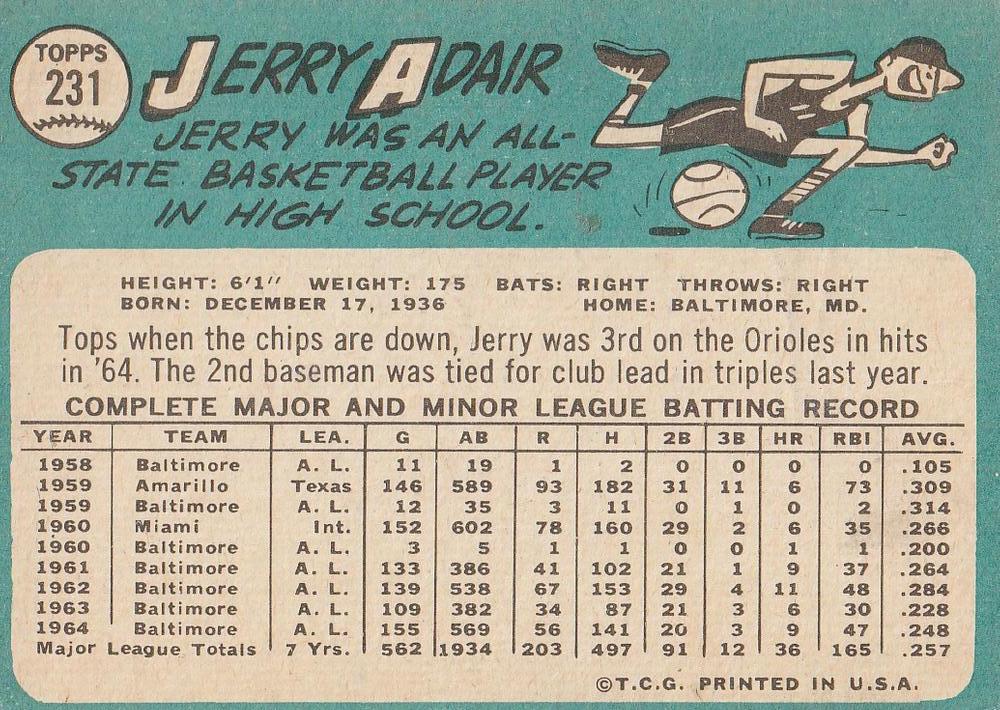 TOPPS
231
JERRY ADAIR
JERRY WAS AN ALL-
STATE BASKETBALL PLAYER
IN HIGH SCHOOL.
HEIGHT: 6'1" WEIGHT: 175 BATS: RIGHT THROWS: RIGHT
BORN: DECEMBER 17, 1936 HOME: BALTIMORE, MD.
Tops when the chips are down, Jerry was 3rd on the Orioles in hits
in '64. The 2nd baseman was tied for club lead in triples last year.
COMPLETE MAJOR AND MINOR LEAGUE BATTING RECORD
YEAR TEAM LEA. G AB R H 2B 3B HR RBI AVG.
1958 Baltimore A. L. 11 19 1 2 0 0 0 0 .105
1959 Amarillo Texas 146 589 93 182 31 11 6 73 .309
1959 Baltimore A. L. 12 35 3 11 0 1 0 2 .314
1960 Miami Int. 152 602 78 160 29 2 6 35 .266
1960 Baltimore A. L. 3 5 1 1 0 0 1 1 .200
1961 Baltimore A. L. 133 386 41 102 21 1 9 37 .264
1962 Baltimore A. L. 139 538 67 153 29 4 11 48 .284
1963 Baltimore A. L. 109 382 34 87 21 3 6 30 .228
1964 Baltimore A. L. 155 569 56 141 20 3 9 47 .248
Major League Totals 7 Yrs. 562 1934 203 497 91 12 36 165 .257
©T.C.G. PRINTED IN U.S.A.